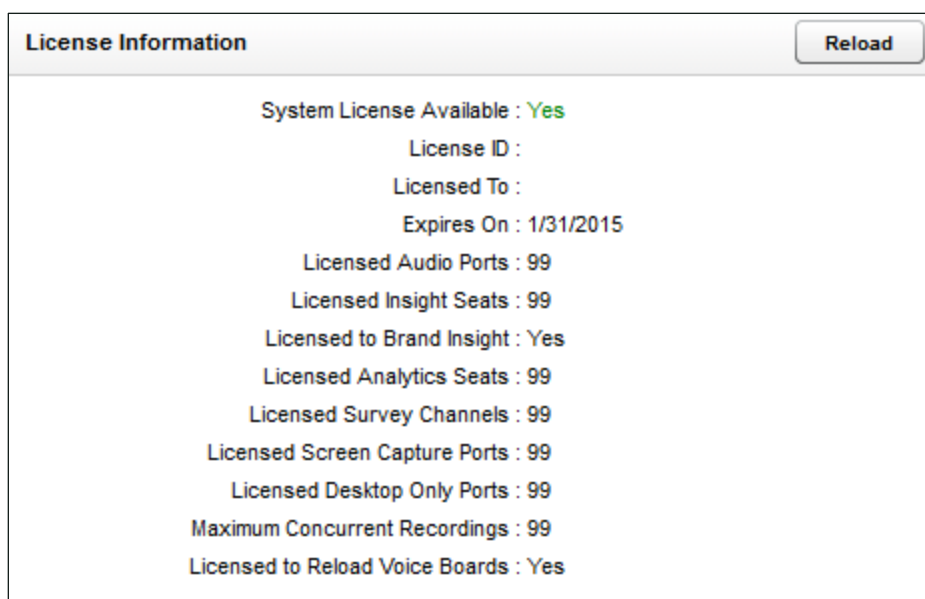 License Information
Reload
System License Available : Yes
License ID :
Licensed To :
Expires On : 1/31/2015
Licensed Audio Ports : 99
Licensed Insight Seats : 99
Licensed to Brand Insight : Yes
Licensed Analytics Seats : 99
Licensed Survey Channels : 99
Licensed Screen Capture Ports : 99
Licensed Desktop Only Ports : 99
Maximum Concurrent Recordings : 99
Licensed to Reload Voice Boards : Yes